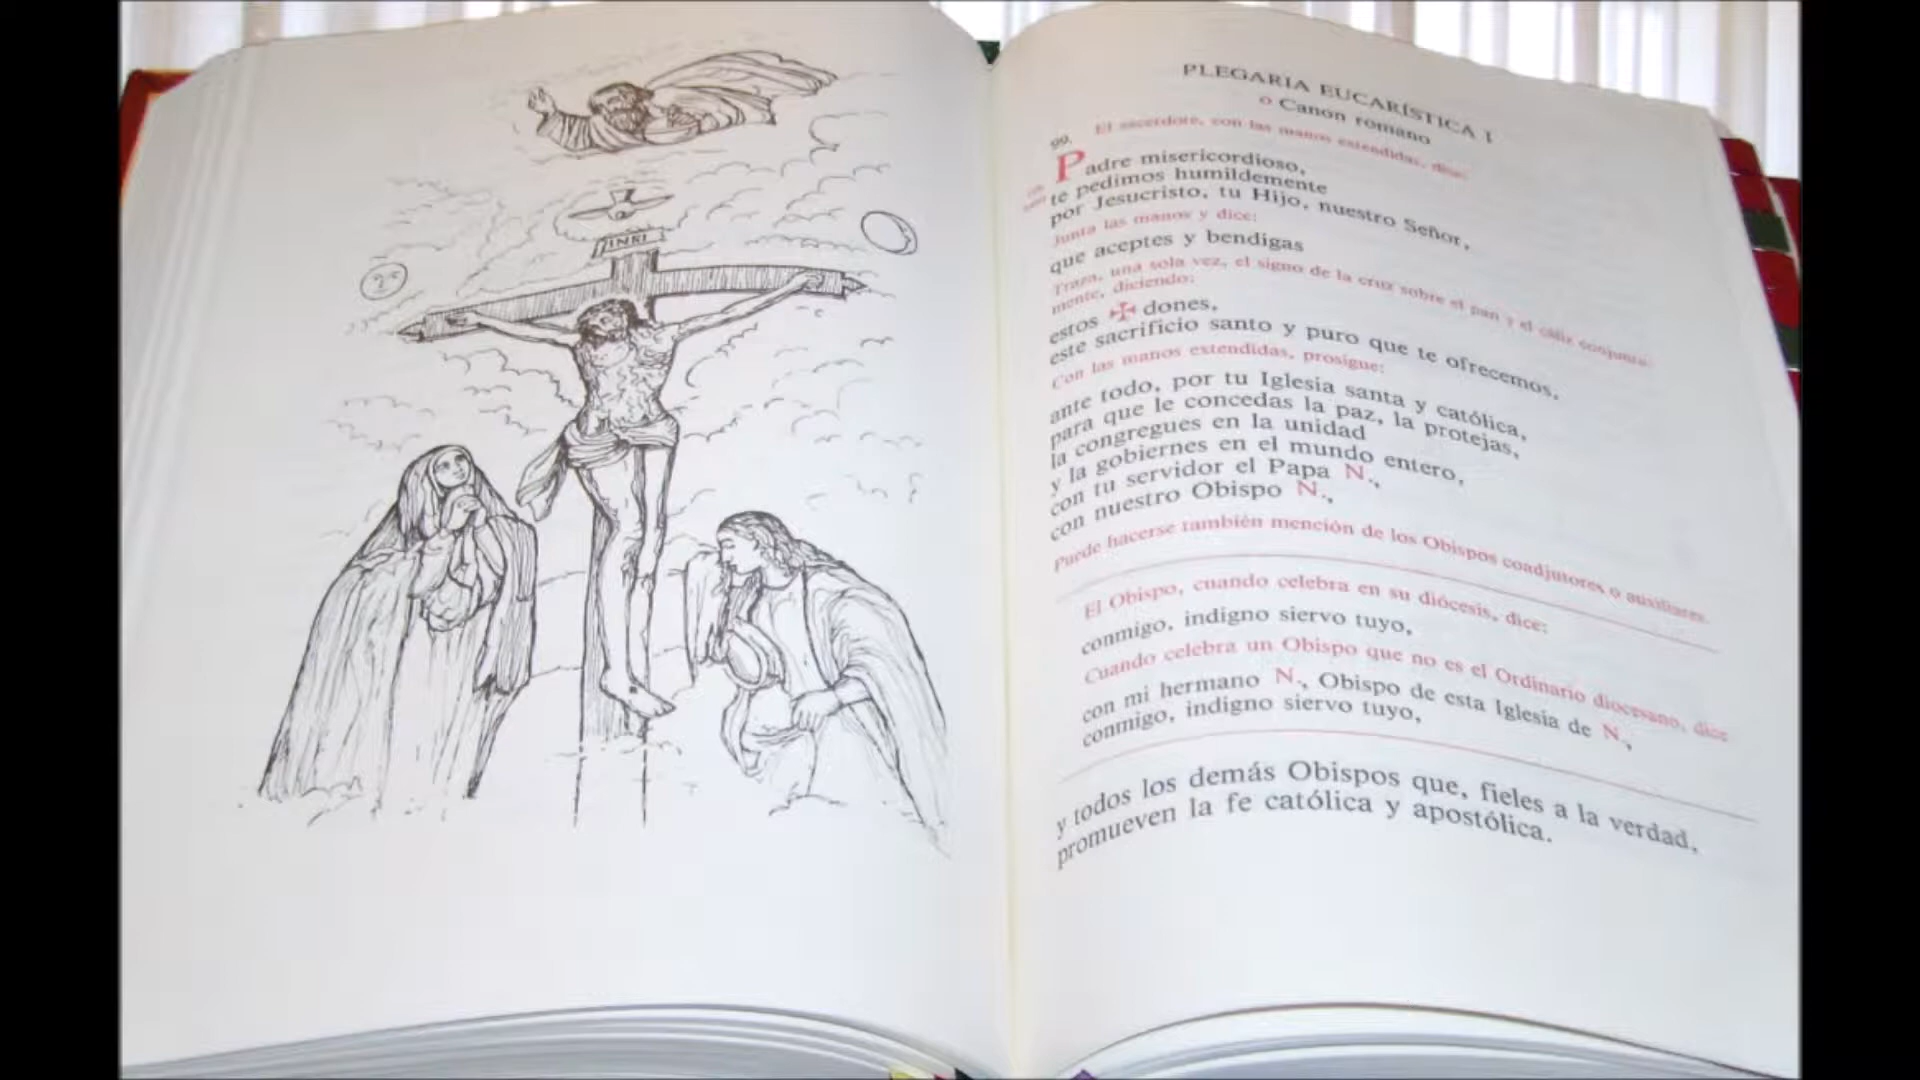 INRI
PLEGARIA EUCARÍSTICA I
o Canon romano
99. El sacerdote, con las manos extendidas, dice:
Padre misericordioso,
te pedimos humildemente
por Jesucristo, tu Hijo, nuestro Señor,
Junta las manos y dice:
que aceptes y bendigas
Traza, una sola vez, el signo de la cruz sobre el pan y el cáliz conjunta-
mente, diciendo:
estos ✠ dones,
este sacrificio santo y puro que te ofrecemos,
Con las manos extendidas, prosigue:
ante todo, por tu Iglesia santa y católica,
para que le concedas la paz, la protejas,
la congregues en la unidad
y la gobiernes en el mundo entero,
con tu servidor el Papa N.,
con nuestro Obispo N.,
Puede hacerse también mención de los Obispos coadjutores o auxiliares.
El Obispo, cuando celebra en su diócesis, dice:
conmigo, indigno siervo tuyo,
Cuando celebra un Obispo que no es el Ordinario diocesano, dice
con mi hermano N., Obispo de esta Iglesia de N.,
conmigo, indigno siervo tuyo,
y todos los demás Obispos que, fieles a la verdad,
promueven la fe católica y apostólica.